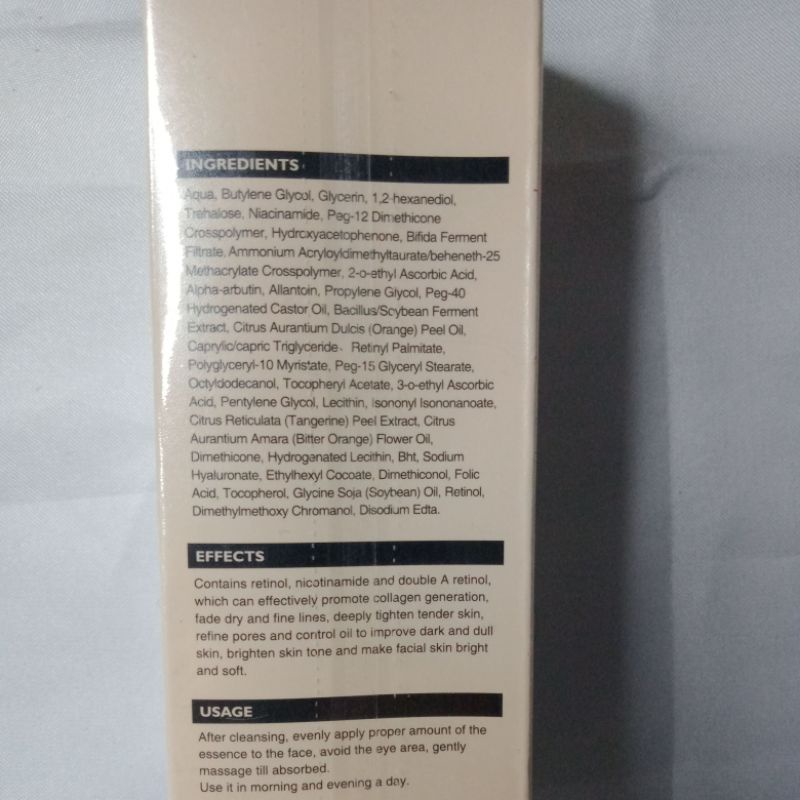 INGREDIENTS
Aqua, Butylene Glycol, Glycerin, 1,2-hexanediol,
Trehalose, Niacinamide, Peg-12 Dimethicone
Crosspolymer, Hydroxyacetophenone, Bifida Ferment
Filtrate, Ammonium Acryloyldimethyltaurate/beheneth-25
Methacrylate Crosspolymer, 2-o-ethyl Ascorbic Acid,
Alpha-arbutin, Allantoin, Propylene Glycol, Peg-40
Hydrogenated Castor Oil, Bacillus/Soybean Ferment
Extract, Citrus Aurantium Dulcis (Orange) Peel Oil,
Caprylic/capric Triglyceride、Retinyl Palmitate,
Polyglyceryl-10 Myristate, Peg-15 Glyceryl Stearate,
Octyldodecanol, Tocopheryl Acetate, 3-o-ethyl Ascorbic
Acid, Pentylene Glycol, Lecithin, Isononyl Isononanoate,
Citrus Reticulata (Tangerine) Peel Extract, Citrus
Aurantium Amara (Bitter Orange) Flower Oil,
Dimethicone, Hydroganated Lecithin, Bht, Sodium
Hyaluronate, Ethylhexyl Cocoate, Dimethiconol, Folic
Acid, Tocopherol, Glycine Soja (Soybean) Oil, Retinol,
Dimethylmethoxy Chromanol, Disodium Edta.
EFFECTS
Contains retinol, nicotinamide and double A retinol,
which can effectively promote collagen generation,
fade dry and fine lines, deeply tighten tender skin,
refine pores and control oil to improve dark and dull
skin, brighten skin tone and make facial skin bright
and soft.
USAGE
After cleansing, evenly apply proper amount of the
essence to the face, avoid the eye area, gently
massage till absorbed.
Use it in morning and evening a day.